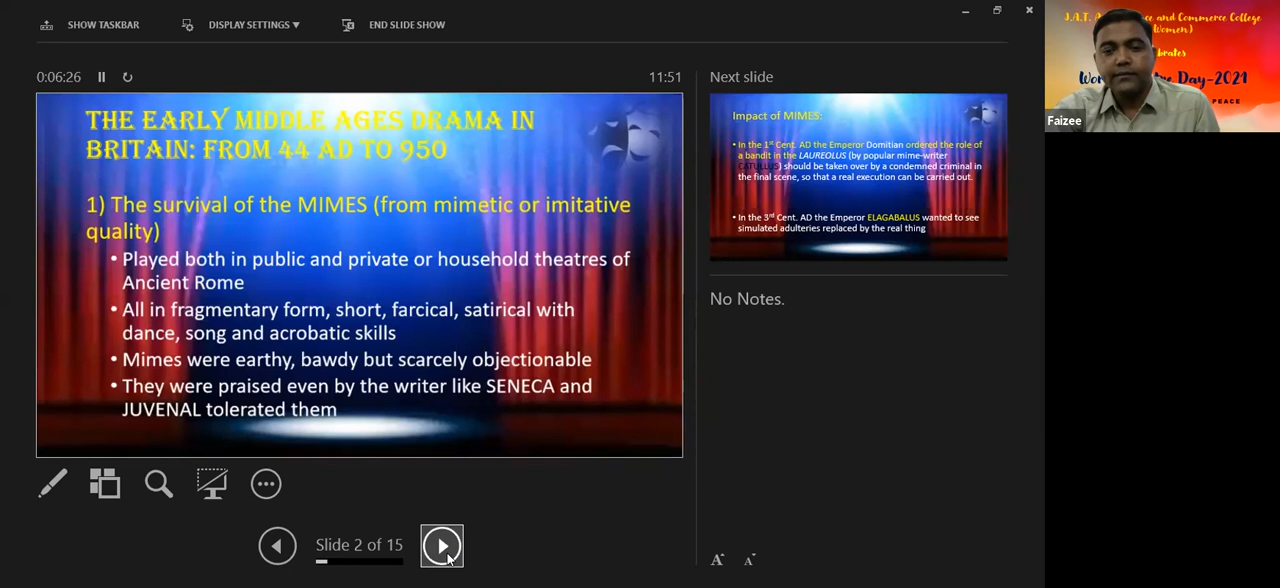 SHOW TASKBAR
DISPLAY SETTINGS ▼
END SLIDE SHOW
0:06:26
11:51
THE EARLY MIDDLE AGES DRAMA IN
BRITAIN: FROM 44 AD TO 950
1) The survival of the MIMES (from mimetic or imitative
quality)
• Played both in public and private or household theatres of
Ancient Rome
• All in fragmentary form, short, farcical, satirical with
dance, song and acrobatic skills
• Mimes were earthy, bawdy but scarcely objectionable
• They were praised even by the writer like SENECA and
JUVENAL tolerated them
Slide 2 of 15
Next slide
Impact of MIMES:
• In the 1st Cent. AD the Emperor Domitian ordered the role of
a bandit in the LAUREOLUS (by popular mime-writer
CATULLUS) should be taken over by a condemned criminal
in the final scene, so that a real execution can be carried out.
• In the 3rd Cent. AD the Emperor ELAGABALUS wanted to see
simulated adulteries replaced by the real thing
No Notes.
A A
J.A.T. and Commerce College
Women)
Day-2021
PEACE
Faizee